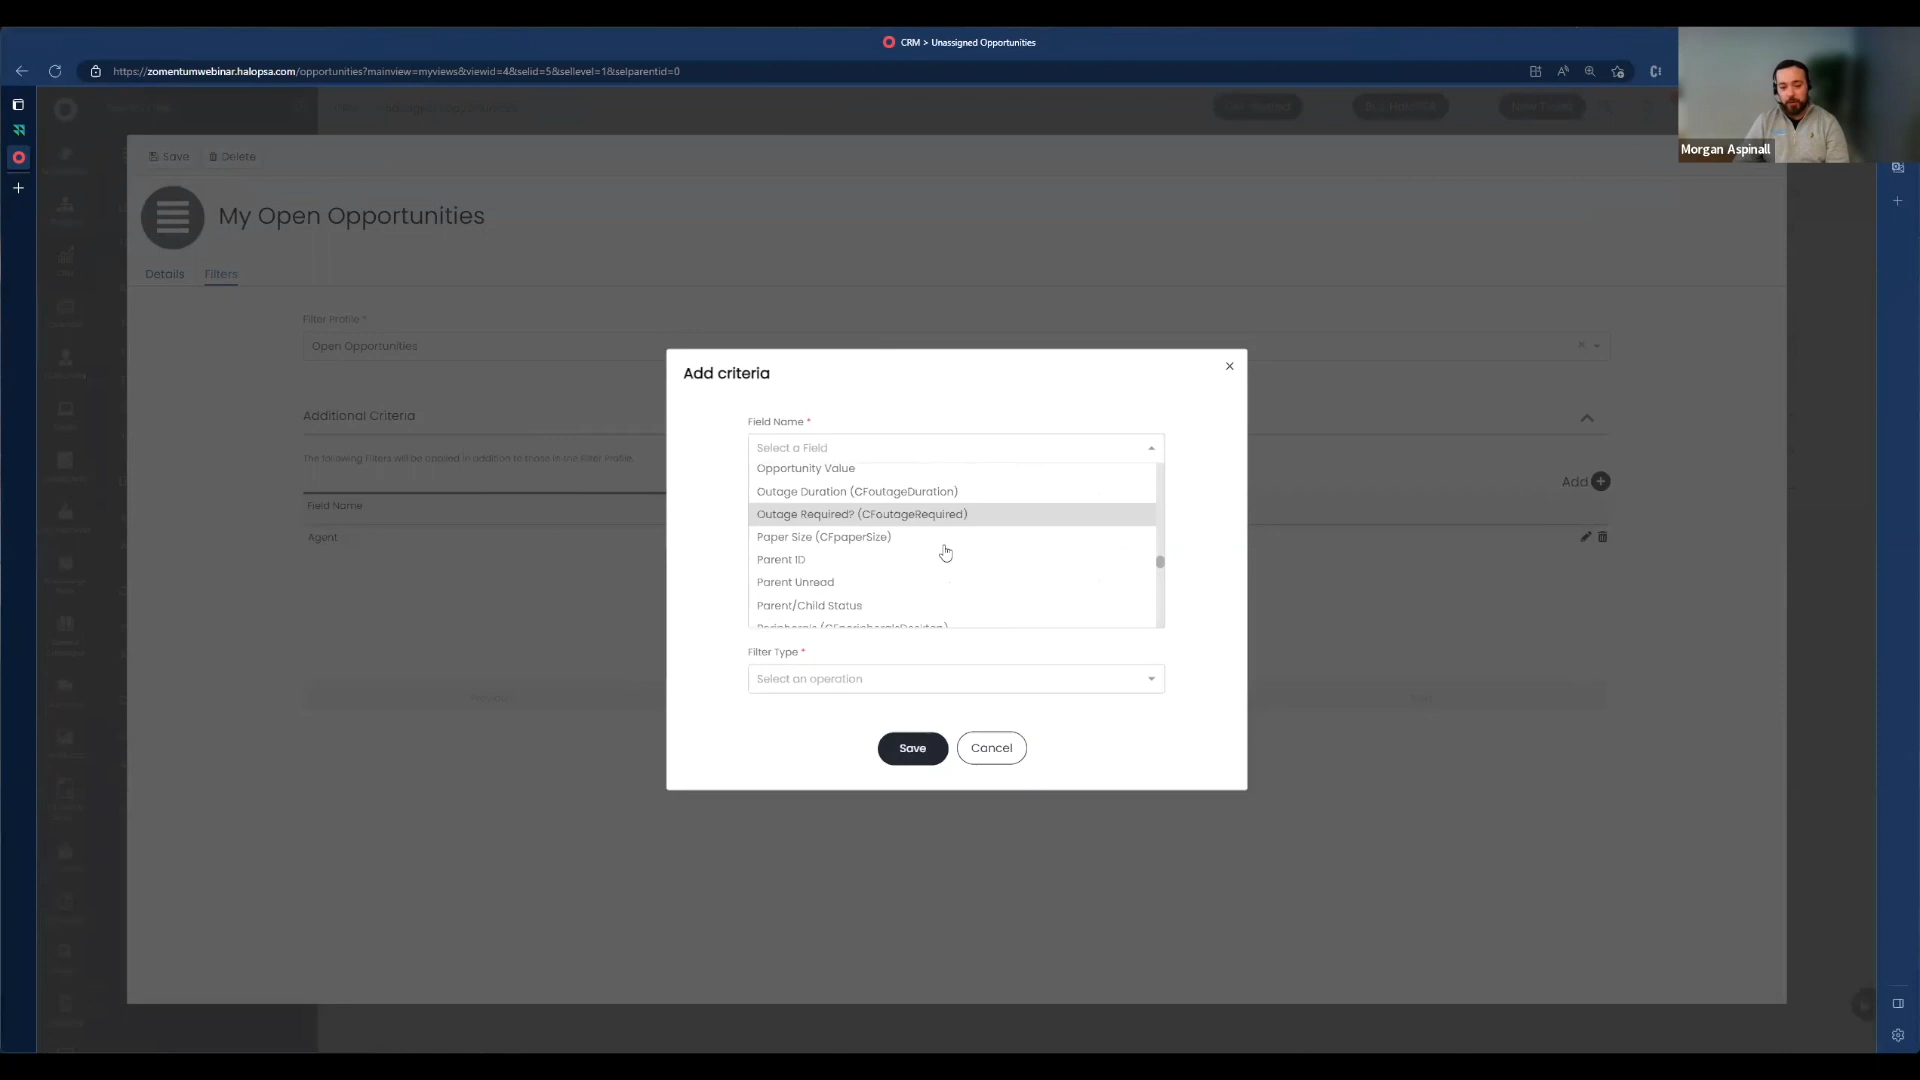 CRM > Unassigned Opportunities
https://zomentumwebinar.halopsa.com/opportunities?mainview=myviews&viewid=4&selid=5&sellevel=1&selparentid=0
Morgan Aspinall
Save Delete
My Open Opportunities
Details Filters
Filter Profile *
Open Opportunities
Additional Criteria
The following Filters will be applied in addition to those in the Filter Profile.
Add
Field Name
Agent
Add criteria
Field Name *
Select a Field
Opportunity Value
Outage Duration (CFoutageDuration)
Outage Required? (CFoutageRequired)
Paper Size (CFpaperSize)
Parent ID
Parent Unread
Parent/Child Status
Peripherals (CFperipheralsDesktop)
Filter Type *
Select an operation
Save Cancel